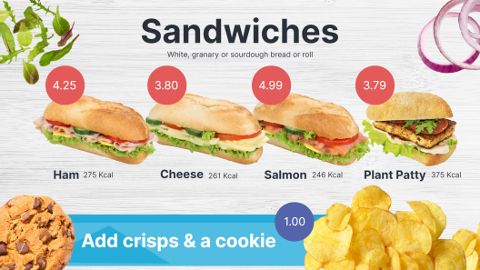 Sandwiches
White, granary or sourdough bread or roll
4.25
3.80
4.99
3.79
Ham 275 Kcal
Cheese 261 Kcal
Salmon 246 Kcal
Plant Patty 375 Kcal
1.00
Add crisps & a cookie